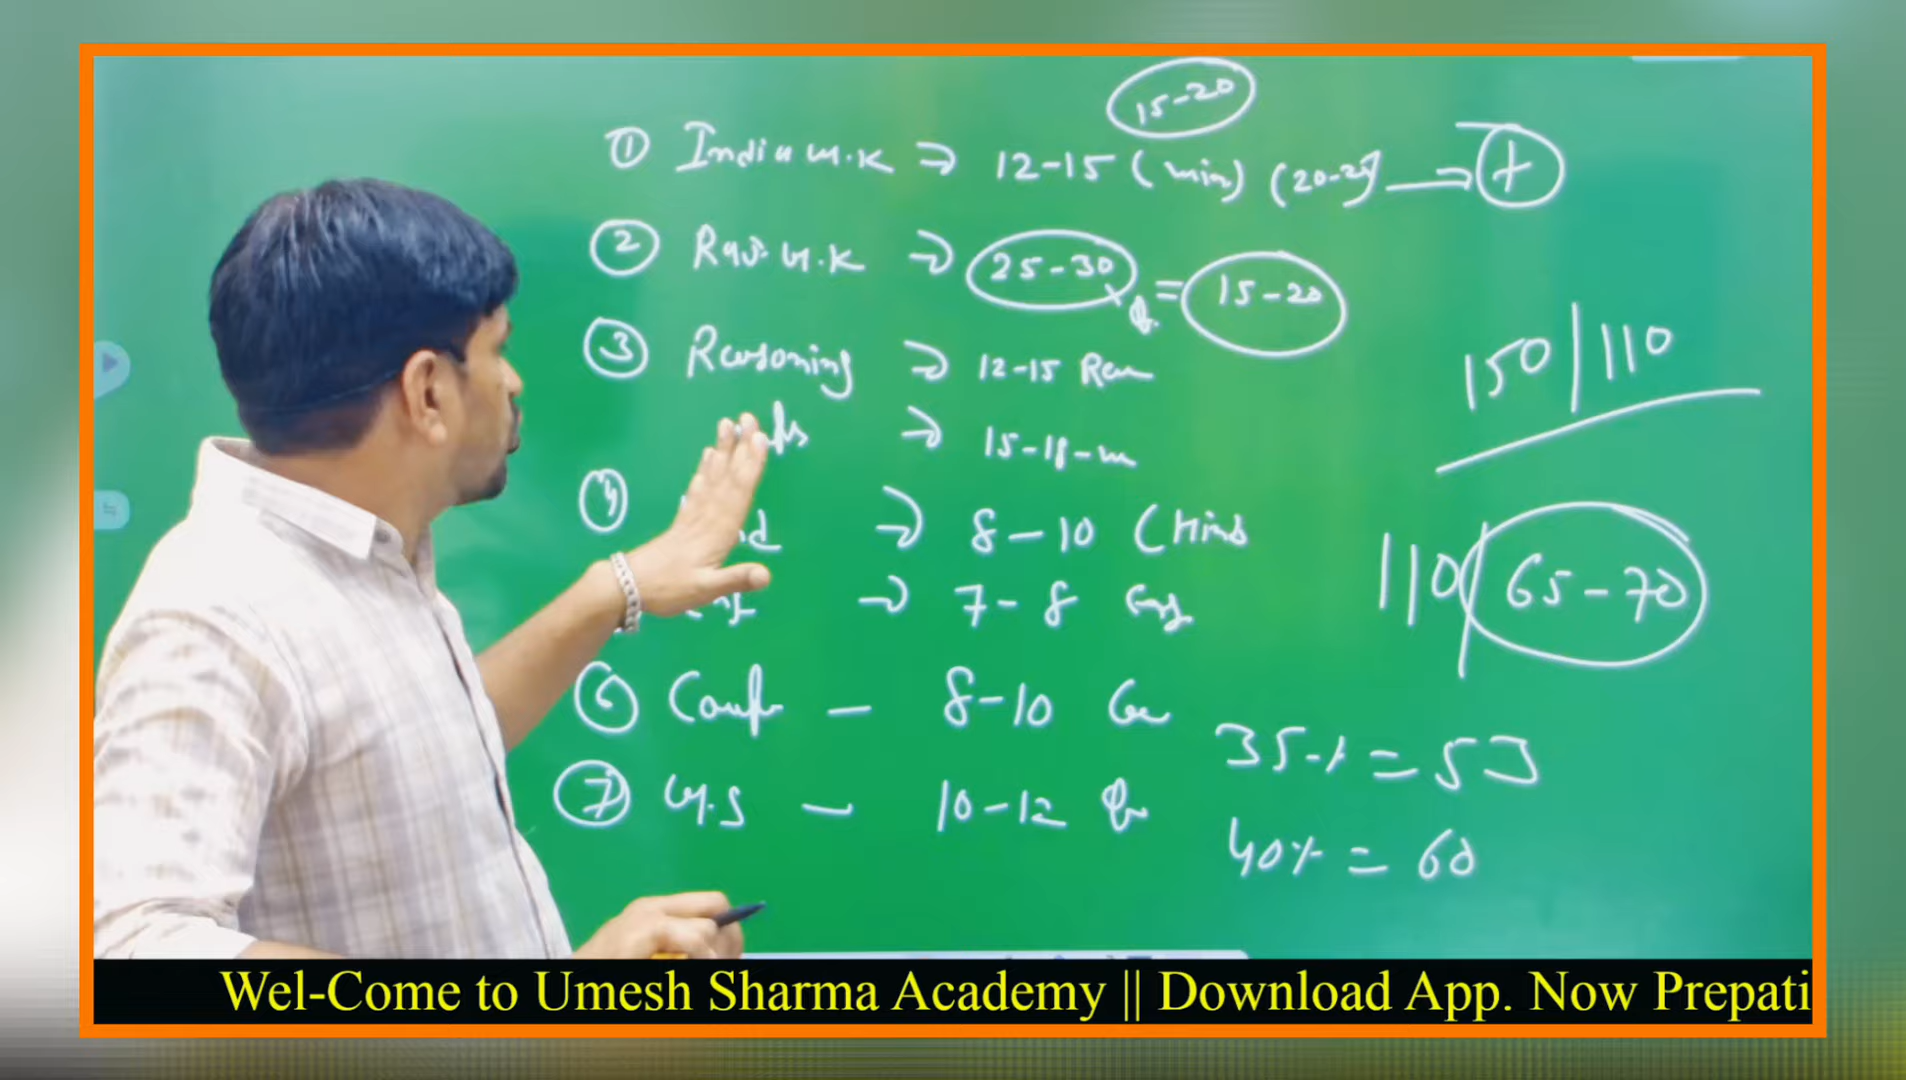 15-20
① India G.K ⇒ 12-15 (min) (20-25) → +
② Raj. G.K → 25-30 Q. = 15-20
③ Reasoning → 12-15
→ 15-18-m
④ → 8-10 (Hind
→ 7-8 Eng
⑥ Comp - 8-10
⑦ G.S - 10-12
150/110
110/65-70
35% = 53
40% = 60
Wel-Come to Umesh Sharma Academy || Download App. Now Prepati